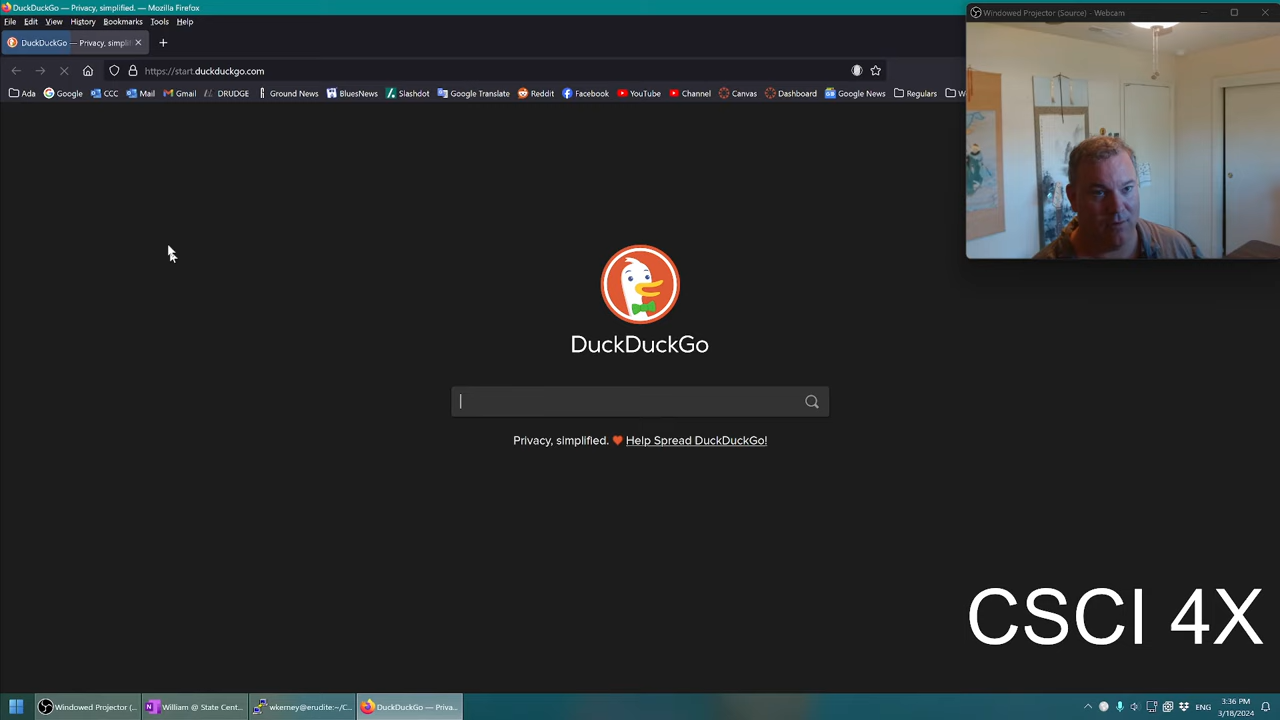 DuckDuckGo — Privacy, simplified. — Mozilla Firefox
File Edit View History Bookmarks Tools Help
DuckDuckGo — Privacy, simplif
https://start.duckduckgo.com
Ada Google CCC Mail Gmail DRUDGE Ground News BluesNews Slashdot Google Translate Reddit Facebook YouTube Channel Canvas Dashboard Google News Regulars W
Windowed Projector (Source) - Webcam
DuckDuckGo
Privacy, simplified. Help Spread DuckDuckGo!
CSCI 4X
Windowed Projector (... William @ State Cent... wkerney@erudite:~/C... DuckDuckGo — Priva...
ENG
3:36 PM
3/18/2024